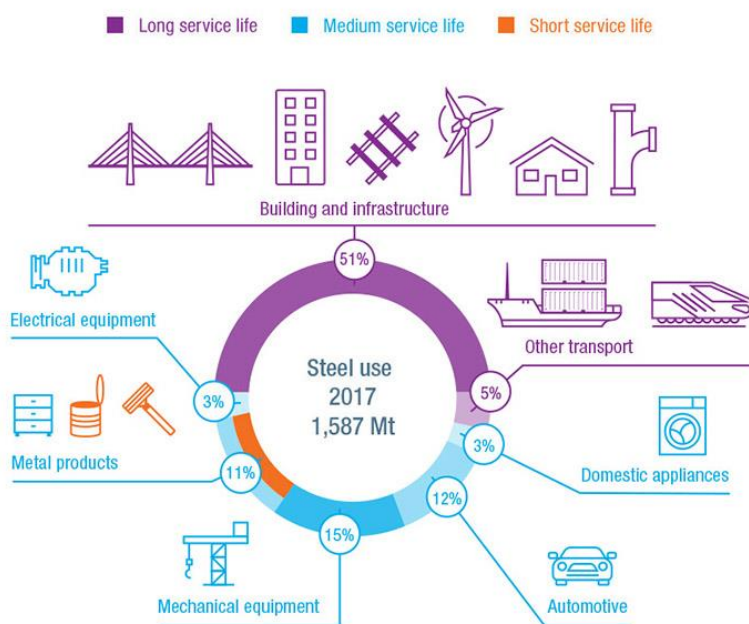 Long service life
Medium service life
Short service life
Building and infrastructure
51%
Electrical equipment
Other transport
Steel use
2017
1,587 Mt
3%
5%
Metal products
3%
11%
Domestic appliances
12%
15%
Mechanical equipment
Automotive